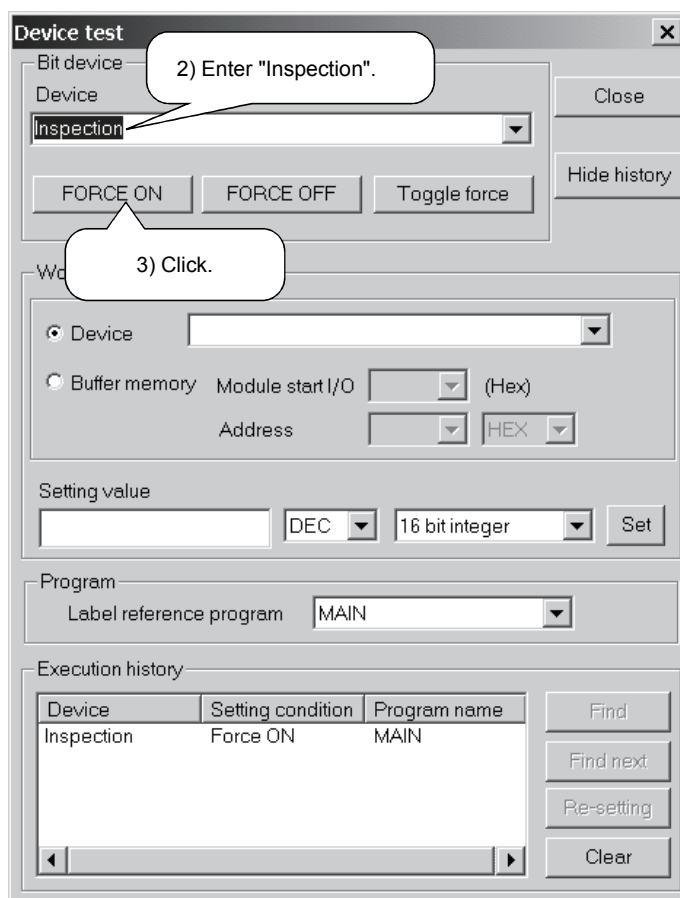 Device test
Bit device
2) Enter "Inspection".
Device
Close
Inspection
Hide history
FORCE ON FORCE OFF Toggle force
3) Click.
Device
Buffer memory Module start I/O (Hex)
Address HEX
Setting value
DEC 16 bit integer Set
Program
Label reference program MAIN
Execution history
Device Setting condition Program name
Inspection Force ON MAIN
Find
Find next
Re-setting
Clear